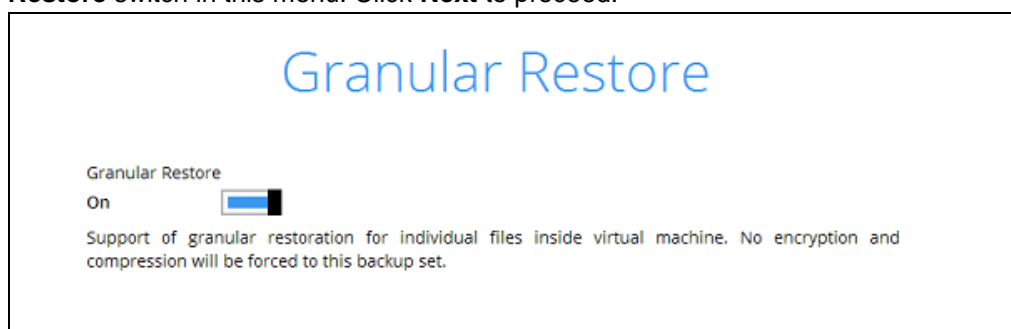 Restore switch in this menu. Click Next to proceed.
Granular Restore
Granular Restore
On
Support of granular restoration for individual files inside virtual machine. No encryption and
compression will be forced to this backup set.